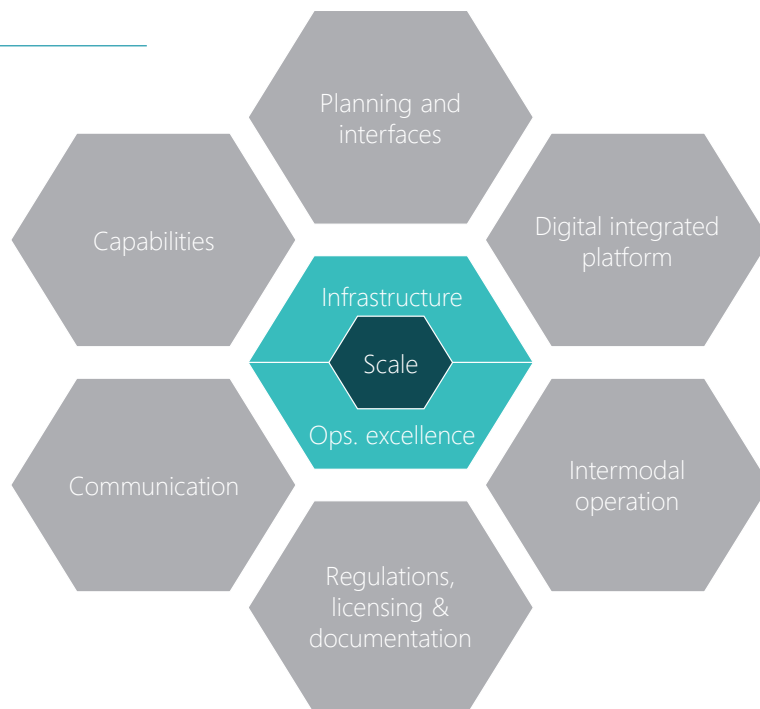 Planning and
interfaces
Capabilities
Digital integrated
platform
Infrastructure
Scale
Ops. excellence
Communication
Intermodal
operation
Regulations,
licensing &
documentation